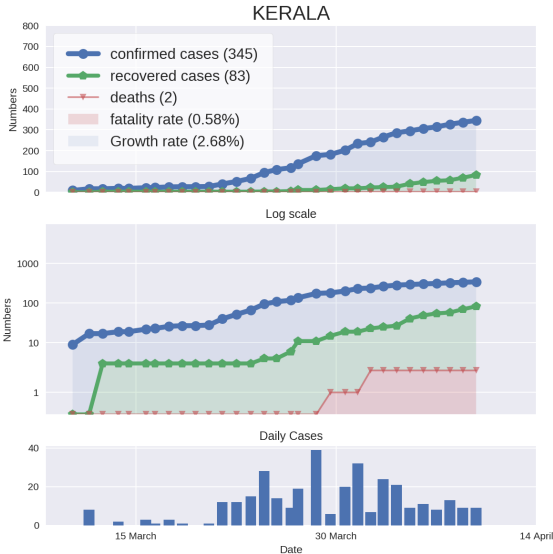 KERALA
800
700
600
500
400
300
200
100
0
Numbers
confirmed cases (345)
recovered cases (83)
deaths (2)
fatality rate (0.58%)
Growth rate (2.68%)
Log scale
1000
100
10
1
Numbers
Daily Cases
40
20
0
15 March
30 March
14 April
Date